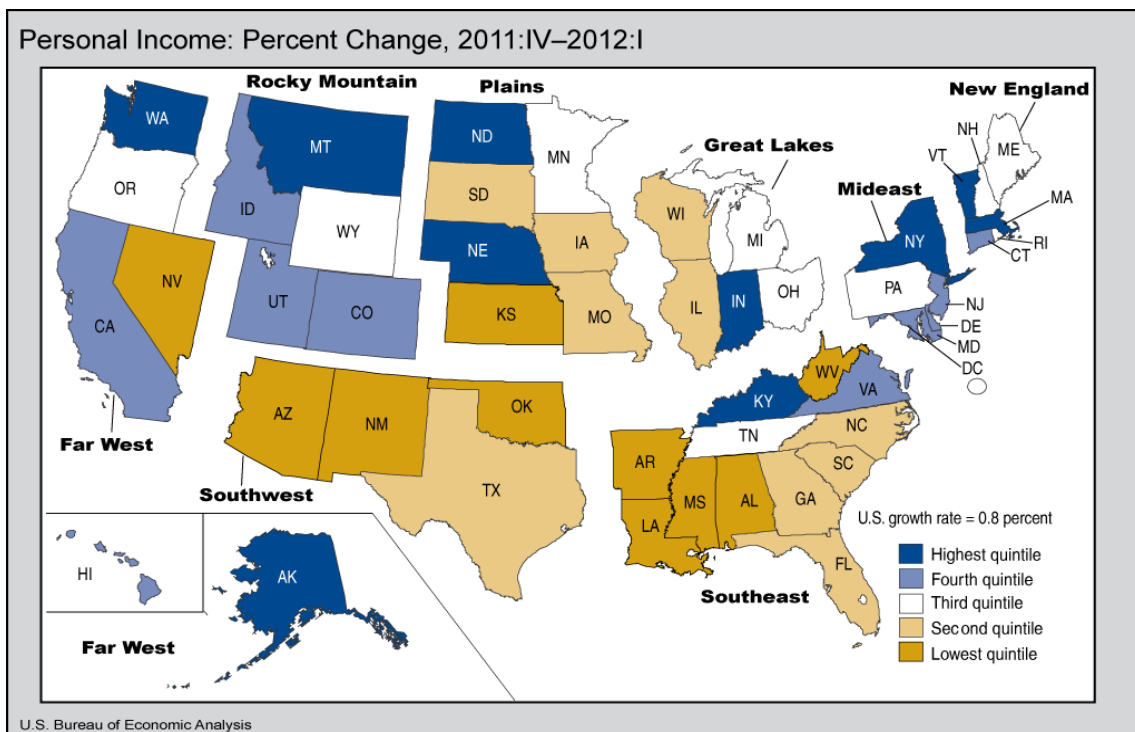 Personal Income: Percent Change, 2011:IV–2012:I
Rocky Mountain
Plains
New England
Great Lakes
Mideast
WA
MT
ND
MN
NH
VT
ME
OR
ID
SD
WI
MA
WY
IA
MI
NY
RI
CT
NV
NE
OH
PA
UT
CO
IL
IN
NJ
CA
KS
MO
DE
MD
DC
WV
KY
VA
AZ
NM
OK
TN
NC
Far West
AR
SC
Southwest
TX
MS
AL
GA
LA
U.S. growth rate = 0.8 percent
HI
AK
FL
Southeast
Highest quintile
Fourth quintile
Third quintile
Second quintile
Lowest quintile
Far West
U.S. Bureau of Economic Analysis